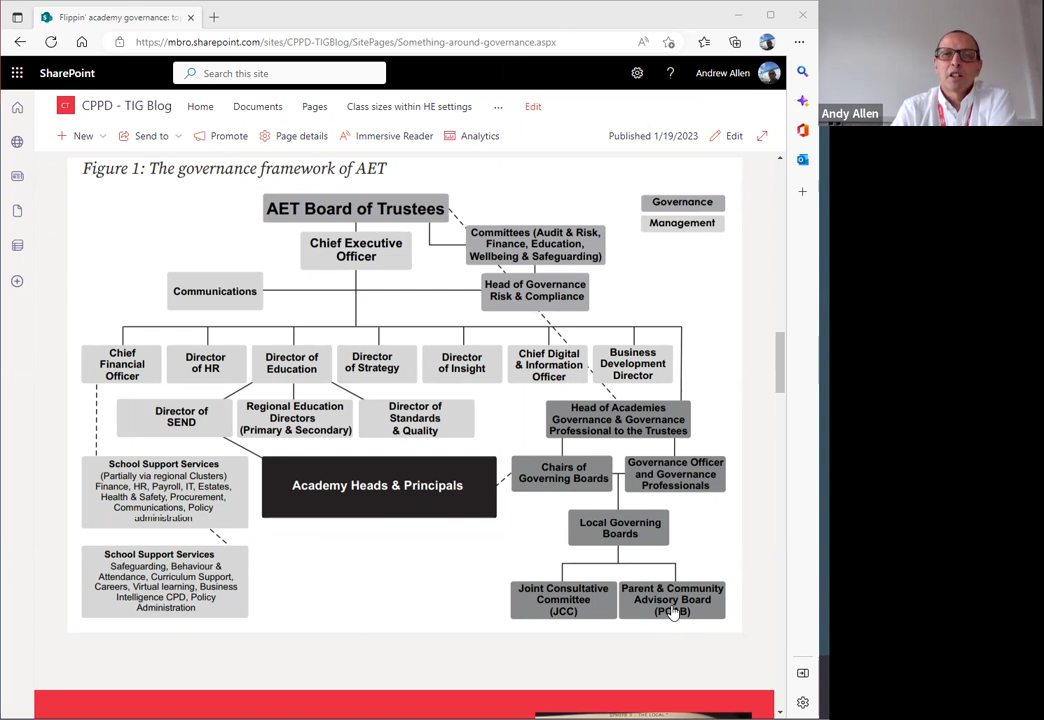 Flippin' academy governance: to
https://mbro.sharepoint.com/sites/CPPD-TIGBlog/SitePages/Something-around-governance.aspx
SharePoint
Search this site
Andrew Allen
Andy Allen
CT
CPPD - TIG Blog
Home
Documents
Pages
Class sizes within HE settings
Edit
New
Send to
Promote
Page details
Immersive Reader
Analytics
Published 1/19/2023
Edit
Figure 1: The governance framework of AET
AET Board of Trustees
Governance
Management
Chief Executive
Officer
Committees (Audit & Risk,
Finance, Education,
Wellbeing & Safeguarding)
Communications
Head of Governance
Risk & Compliance
Chief
Financial
Officer
Director
of HR
Director of
Education
Director
of Strategy
Director
of Insight
Chief Digital
& Information
Officer
Business
Development
Director
Director of
SEND
Regional Education
Directors
(Primary & Secondary)
Director of
Standards
& Quality
Head of Academies
Governance & Governance
Professional to the Trustees
School Support Services
(Partially via regional Clusters)
Finance, HR, Payroll, IT, Estates,
Health & Safety, Procurement,
Communications, Policy
administration
Academy Heads & Principals
Chairs of
Governing Boards
Governance Officer
and Governance
Professionals
Local Governing
Boards
School Support Services
Safeguarding, Behaviour &
Attendance, Curriculum Support,
Careers, Virtual learning, Business
Intelligence CPD, Policy
Administration
Joint Consultative
Committee
(JCC)
Parent & Community
Advisory Board